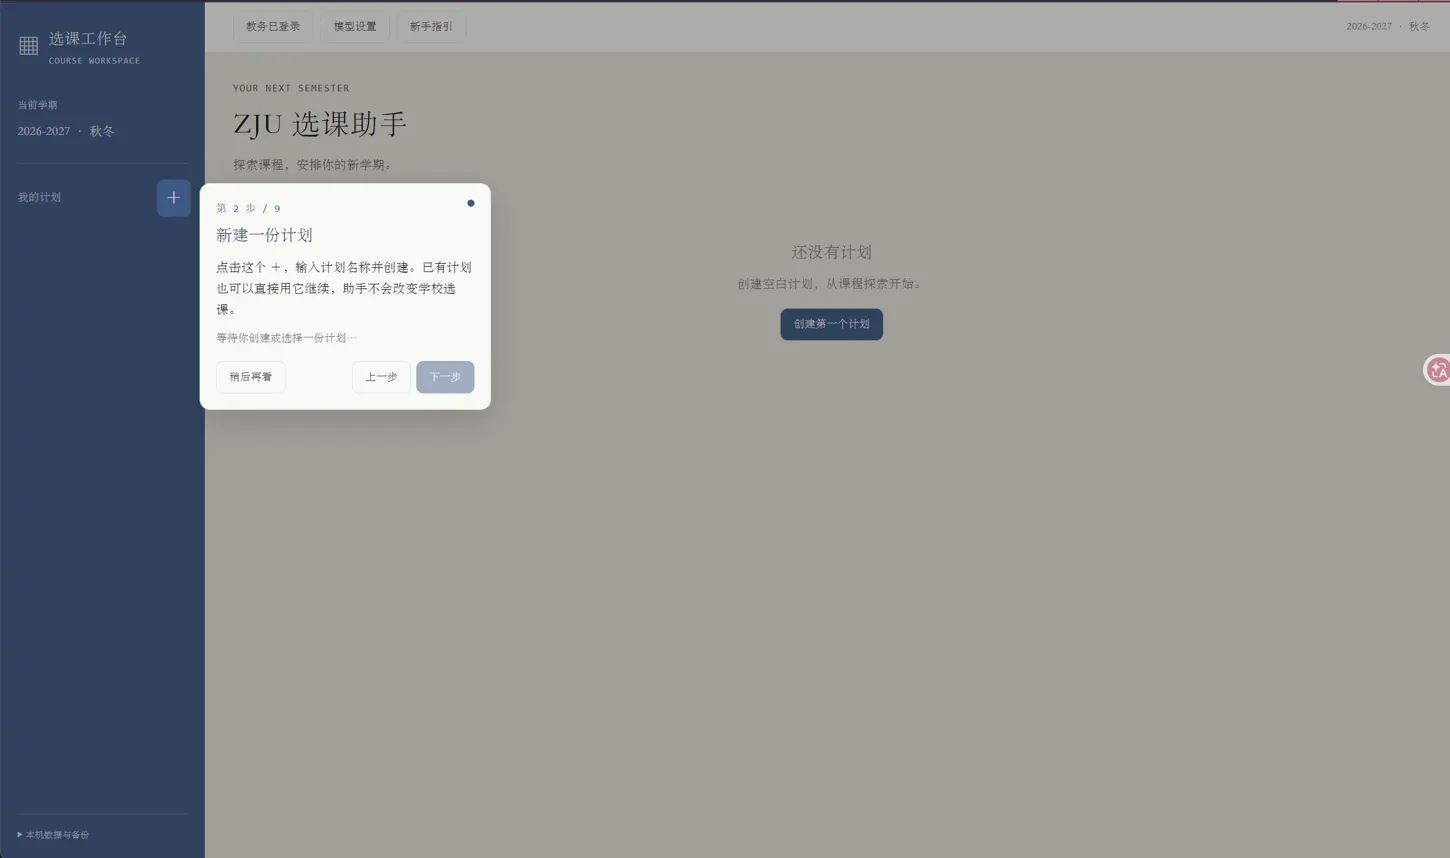 选课工作台
COURSE WORKSPACE
当前学期
2026-2027 · 秋冬
我的计划
本机数据与备份
教务已登录
模型设置
新手指引
2026-2027 · 秋冬
YOUR NEXT SEMESTER
ZJU 选课助手
探索课程，安排你的新学期。
第 2 步 / 9
新建一份计划
点击这个 ＋，输入计划名称并创建。已有计划
也可以直接用它继续，助手不会改变学校选
课。
等待你创建或选择一份计划…
稍后再看
上一步
下一步
还没有计划
创建空白计划，从课程探索开始。
创建第一个计划